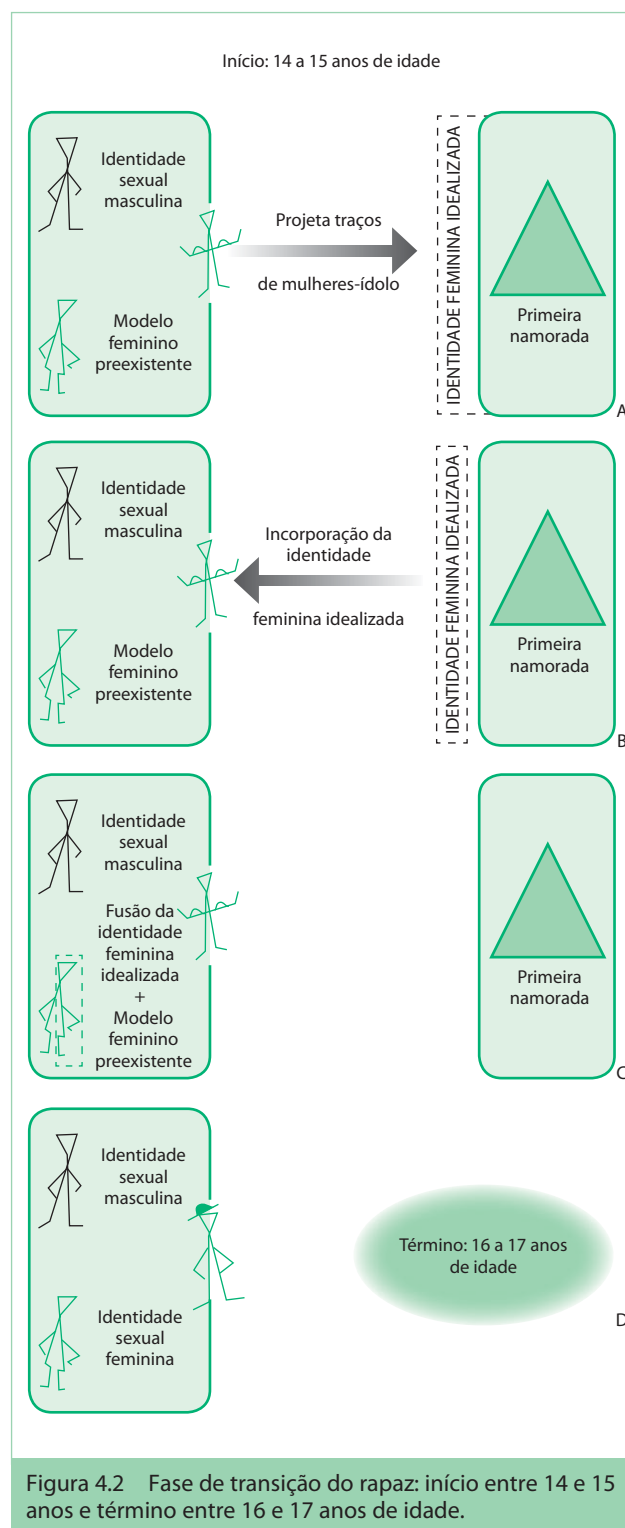 Início: 14 a 15 anos de idade
Identidade
sexual
masculina
Modelo
feminino
preexistente
Projeta traços
de mulheres-ídolo
IDENTIDADE FEMININA IDEALIZADA
Primeira
namorada
A
Identidade
sexual
masculina
Modelo
feminino
preexistente
Incorporação da
identidade
feminina idealizada
IDENTIDADE FEMININA IDEALIZADA
Primeira
namorada
B
Identidade
sexual
masculina
Fusão da
identidade
feminina
idealizada
+
Modelo
feminino
preexistente
Primeira
namorada
C
Identidade
sexual
masculina
Identidade
sexual
feminina
Término: 16 a 17 anos
de idade
D
Figura 4.2 Fase de transição do rapaz: início entre 14 e 15
anos e término entre 16 e 17 anos de idade.